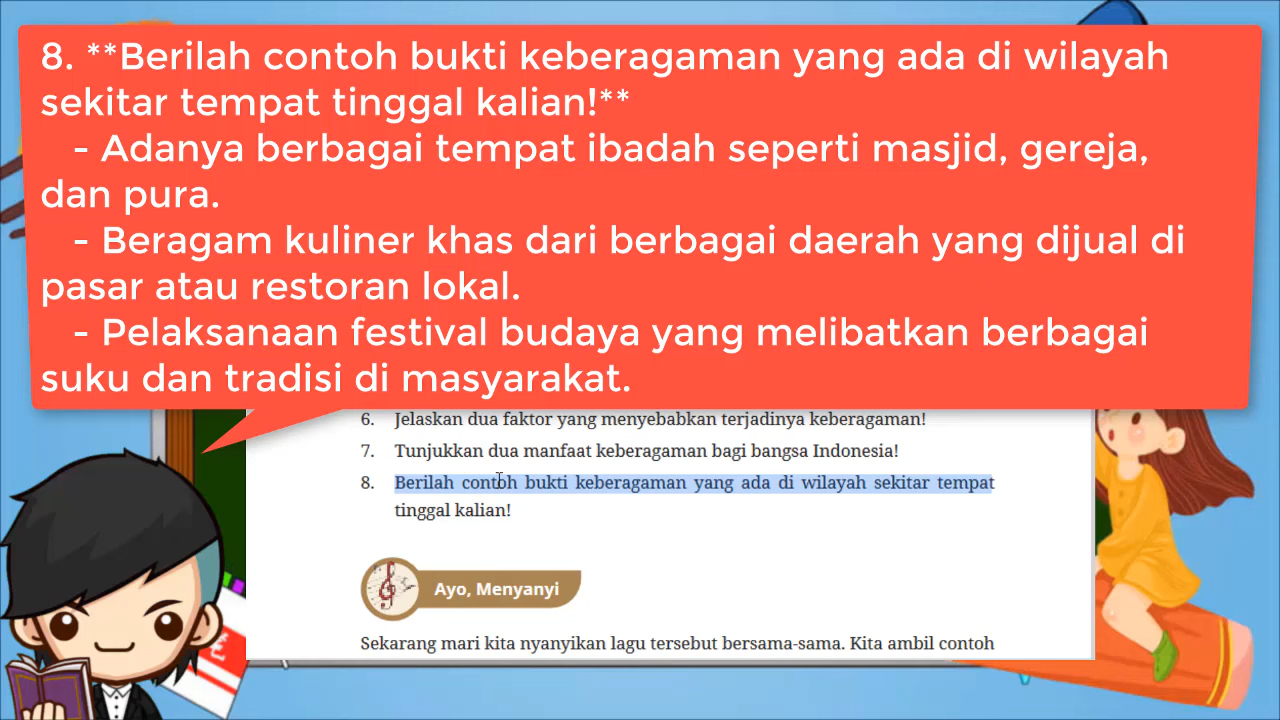 8. **Berilah contoh bukti keberagaman yang ada di wilayah
sekitar tempat tinggal kalian!**
- Adanya berbagai tempat ibadah seperti masjid, gereja,
dan pura.
- Beragam kuliner khas dari berbagai daerah yang dijual di
pasar atau restoran lokal.
- Pelaksanaan festival budaya yang melibatkan berbagai
suku dan tradisi di masyarakat.
6. Jelaskan dua faktor yang menyebabkan terjadinya keberagaman!
7. Tunjukkan dua manfaat keberagaman bagi bangsa Indonesia!
8. Berilah contoh bukti keberagaman yang ada di wilayah sekitar tempat
tinggal kalian!
Ayo, Menyanyi
Sekarang mari kita nyanyikan lagu tersebut bersama-sama. Kita ambil contoh